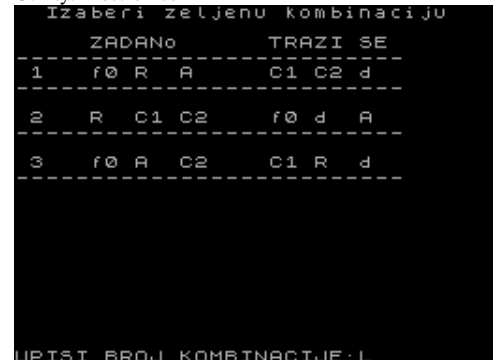 Izaberi zeljenu kombinaciju
ZADANo TRAZI SE
1 f0 R A C1 C2 d
2 R C1 C2 f0 d A
3 f0 A C2 C1 R d
UPISI BROJ KOMBINACIJE:L